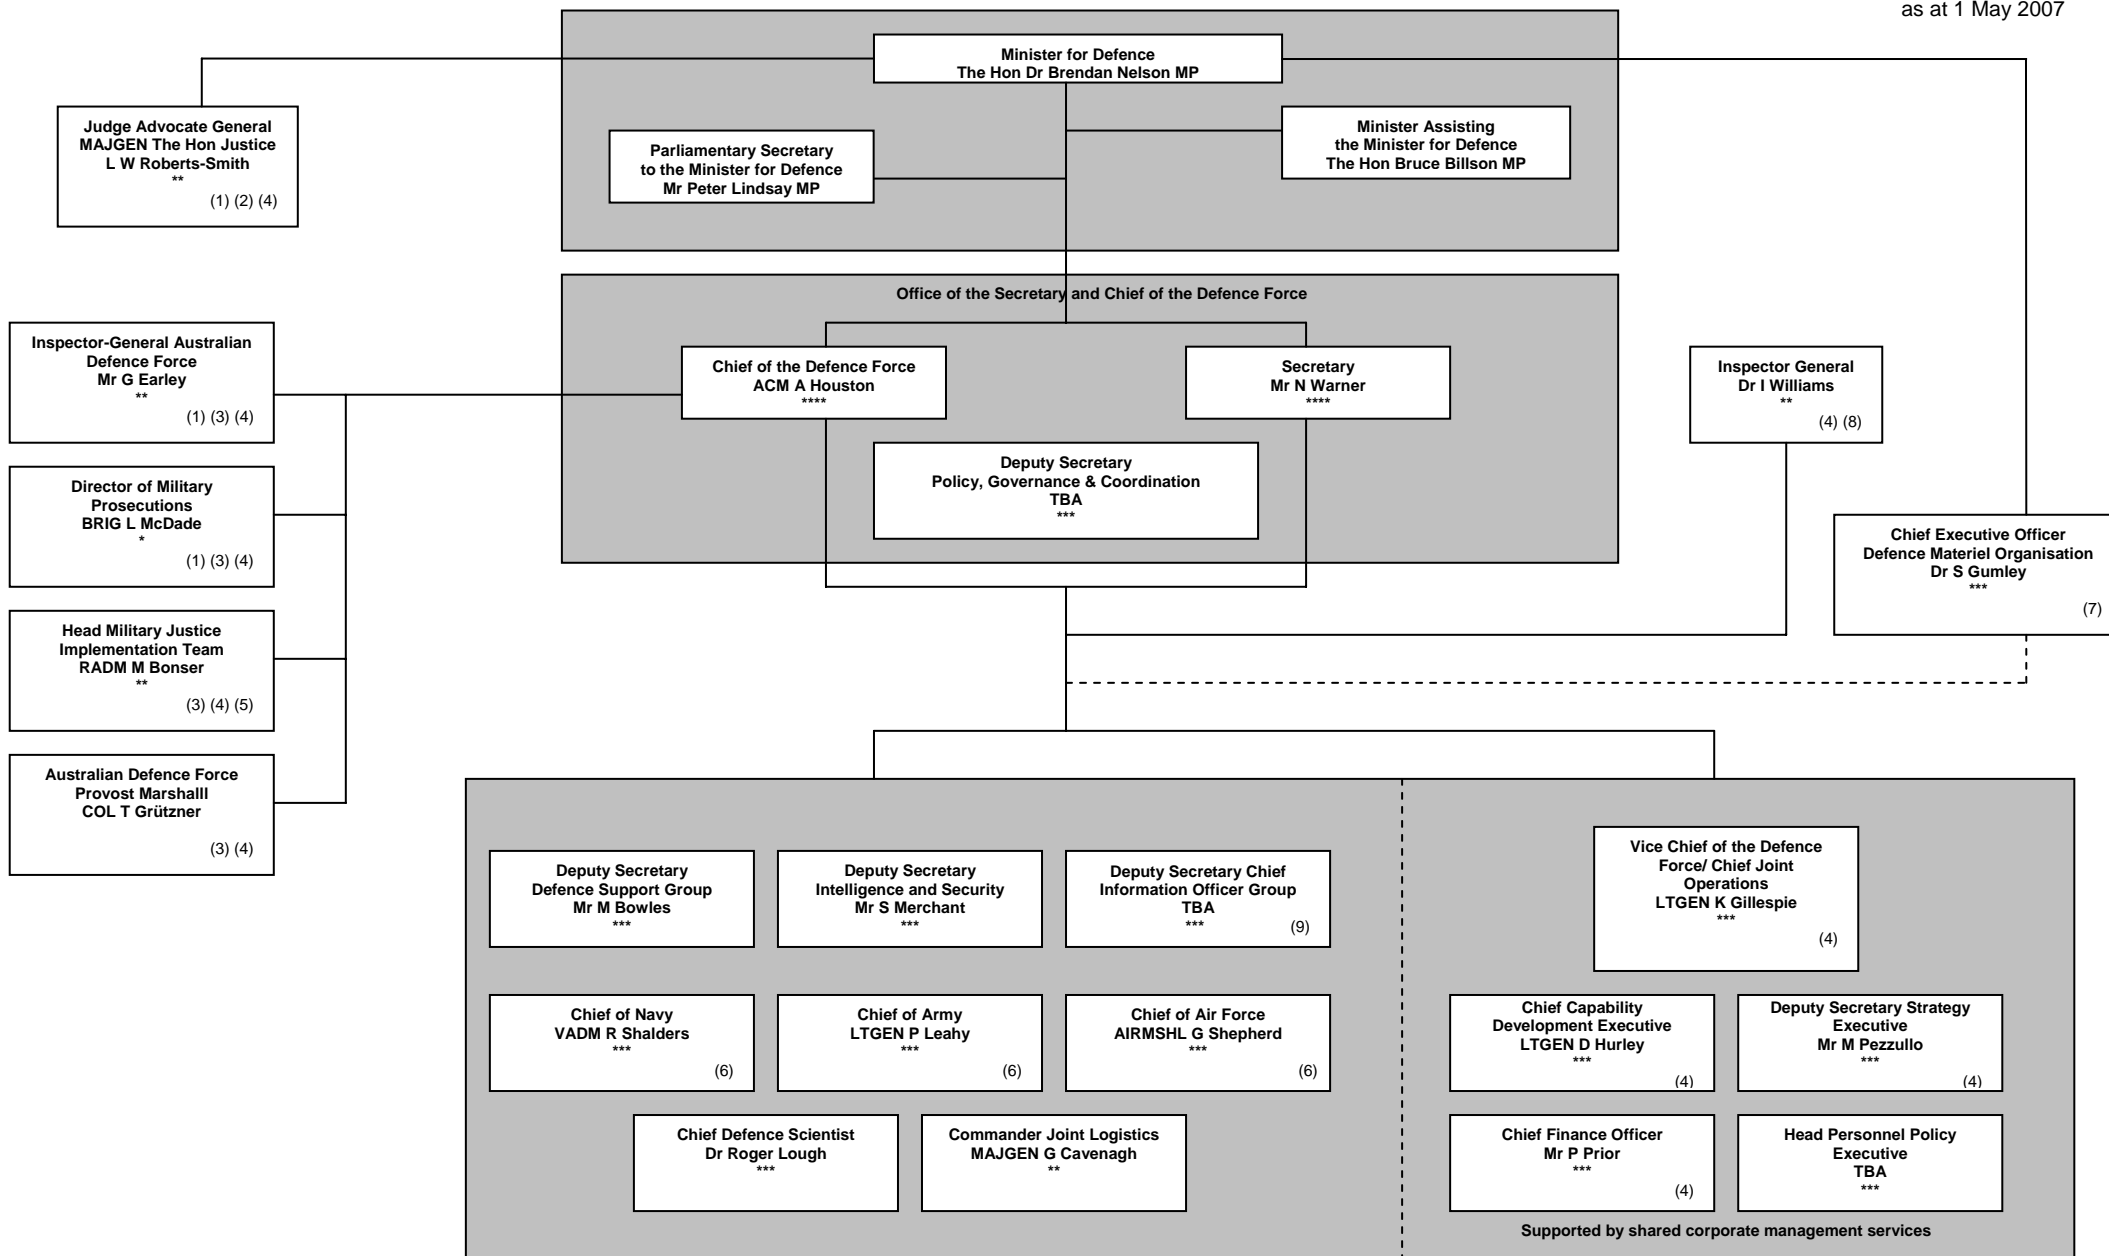 as at 1 May 2007
Minister for Defence
The Hon Dr Brendan Nelson MP
Judge Advocate General
MAJGEN The Hon Justice
L W Roberts-Smith
**
(1) (2) (4)
Parliamentary Secretary
to the Minister for Defence
Mr Peter Lindsay MP
Minister Assisting
the Minister for Defence
The Hon Bruce Billson MP
Office of the Secretary and Chief of the Defence Force
Inspector-General Australian
Defence Force
Mr G Earley
**
(1) (3) (4)
Chief of the Defence Force
ACM A Houston
****
Secretary
Mr N Warner
****
Inspector General
Dr I Williams
**
(4) (8)
Deputy Secretary
Policy, Governance & Coordination
TBA
***
Director of Military
Prosecutions
BRIG L McDade
*
(1) (3) (4)
Chief Executive Officer
Defence Materiel Organisation
Dr S Gumley
***
(7)
Head Military Justice
Implementation Team
RADM M Bonser
**
(3) (4) (5)
Australian Defence Force
Provost Marshalll
COL T Grützner
(3) (4)
Deputy Secretary
Defence Support Group
Mr M Bowles
***
Deputy Secretary
Intelligence and Security
Mr S Merchant
***
Deputy Secretary Chief
Information Officer Group
TBA
***
(9)
Vice Chief of the Defence
Force/ Chief Joint
Operations
LTGEN K Gillespie
***
(4)
Chief of Navy
VADM R Shalders
***
(6)
Chief of Army
LTGEN P Leahy
***
(6)
Chief of Air Force
AIRMSHL G Shepherd
***
(6)
Chief Capability
Development Executive
LTGEN D Hurley
***
(4)
Deputy Secretary Strategy
Executive
Mr M Pezzullo
***
(4)
Chief Defence Scientist
Dr Roger Lough
***
Commander Joint Logistics
MAJGEN G Cavenagh
**
Chief Finance Officer
Mr P Prior
***
(4)
Head Personnel Policy
Executive
TBA
***
Supported by shared corporate management services